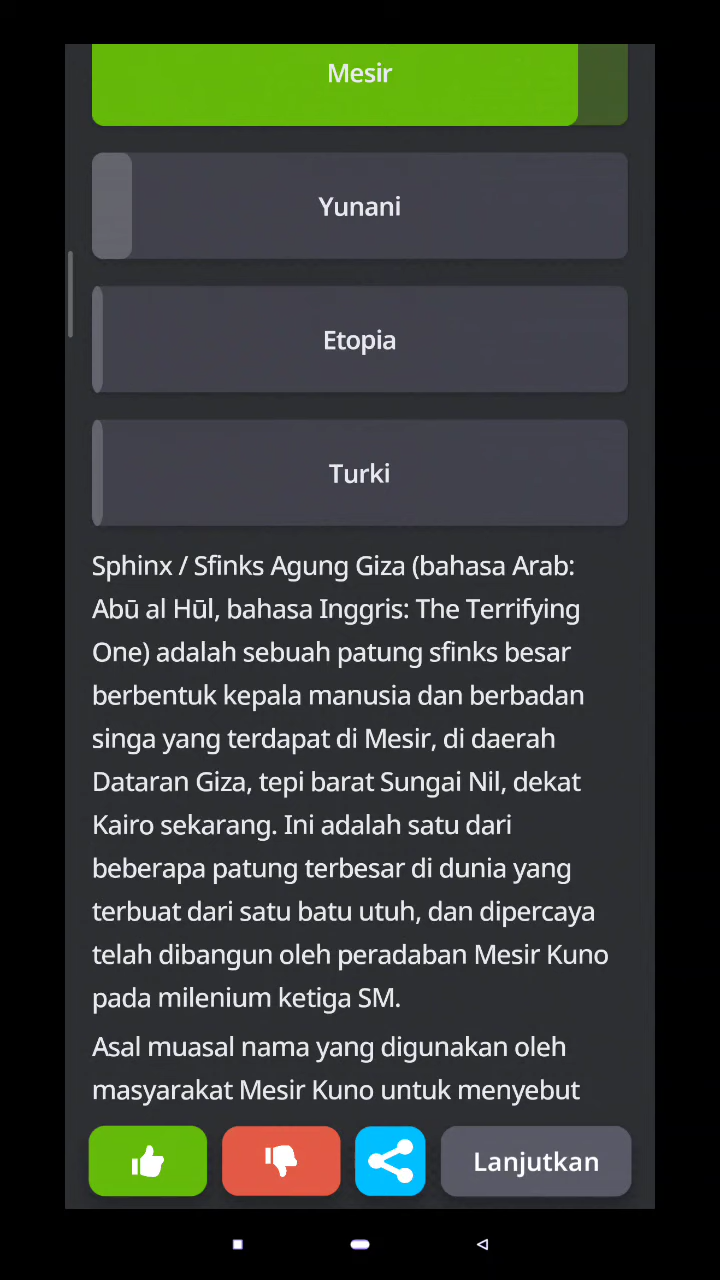 Mesir
Yunani
Etopia
Turki
Sphinx / Sfinks Agung Giza (bahasa Arab:
Abū al Hūl, bahasa Inggris: The Terrifying
One) adalah sebuah patung sfinks besar
berbentuk kepala manusia dan berbadan
singa yang terdapat di Mesir, di daerah
Dataran Giza, tepi barat Sungai Nil, dekat
Kairo sekarang. Ini adalah satu dari
beberapa patung terbesar di dunia yang
terbuat dari satu batu utuh, dan dipercaya
telah dibangun oleh peradaban Mesir Kuno
pada milenium ketiga SM.
Asal muasal nama yang digunakan oleh
masyarakat Mesir Kuno untuk menyebut
Lanjutkan